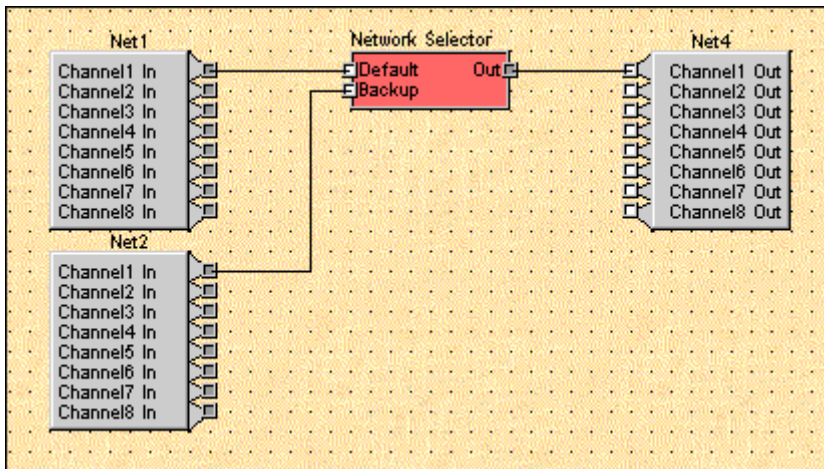 Net1
Channel1 In
Channel2 In
Channel3 In
Channel4 In
Channel5 In
Channel6 In
Channel7 In
Channel8 In
Network Selector
Default Out
Backup
Net4
Channel1 Out
Channel2 Out
Channel3 Out
Channel4 Out
Channel5 Out
Channel6 Out
Channel7 Out
Channel8 Out
Net2
Channel1 In
Channel2 In
Channel3 In
Channel4 In
Channel5 In
Channel6 In
Channel7 In
Channel8 In